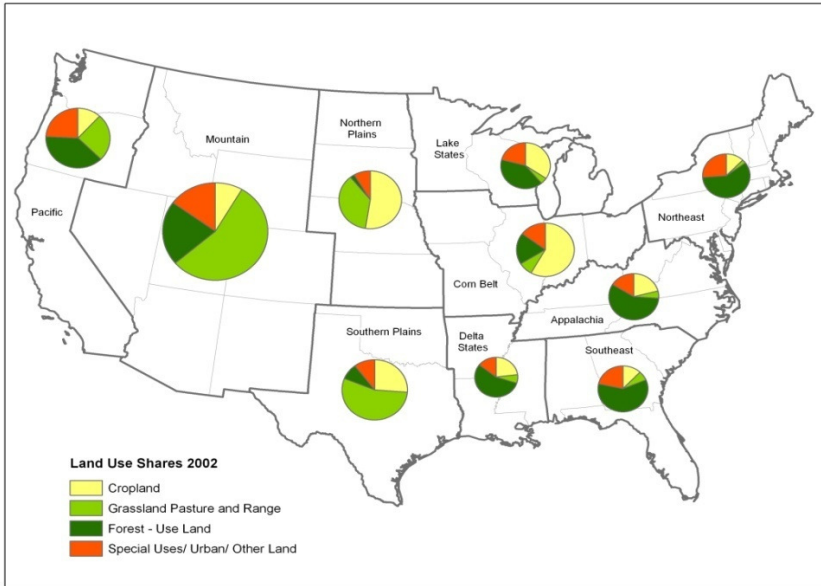 Northern
Plains
Mountain
Lake
States
Pacific
Northeast
Corn Belt
Appalachia
Southern Plains
Delta
States
Southeast
Land Use Shares 2002
Cropland
Grassland Pasture and Range
Forest - Use Land
Special Uses/ Urban/ Other Land